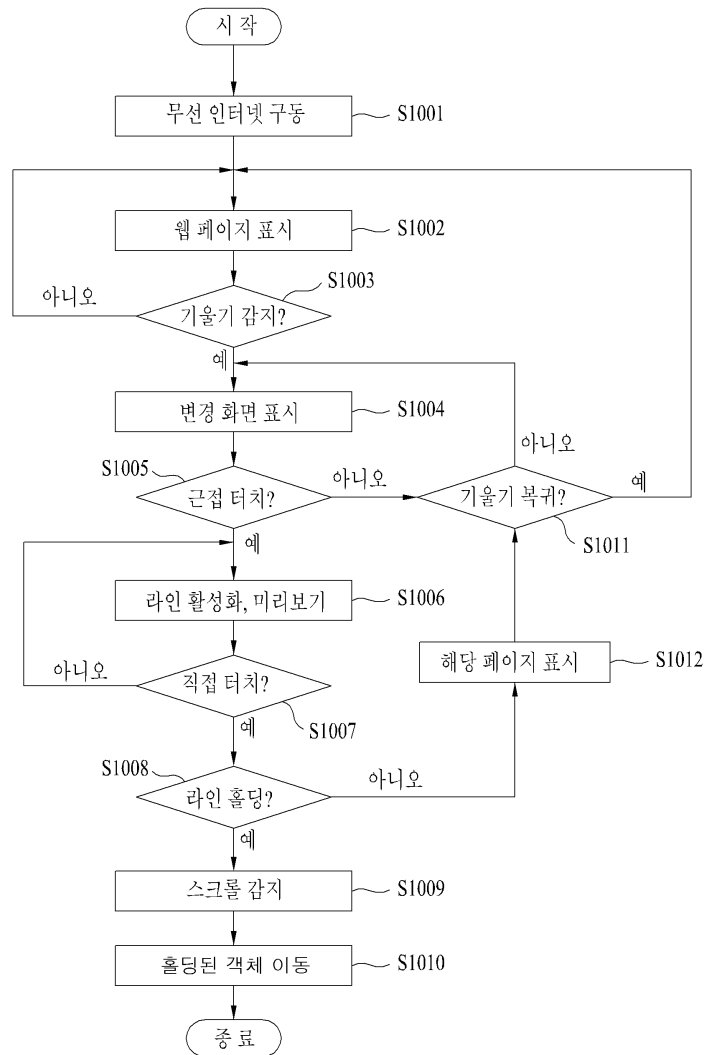 시 작
무선 인터넷 구동
S1001
웹 페이지 표시
S1002
S1003
아니오
기울기 감지?
예
변경 화면 표시
S1004
아니오
S1005
근접 터치?
아니오
기울기 복귀?
예
예
S1011
라인 활성화, 미리보기
S1006
아니오
직접 터치?
해당 페이지 표시
S1012
예
S1007
S1008
라인 홀딩?
아니오
예
스크롤 감지
S1009
홀딩된 객체 이동
S1010
종 료